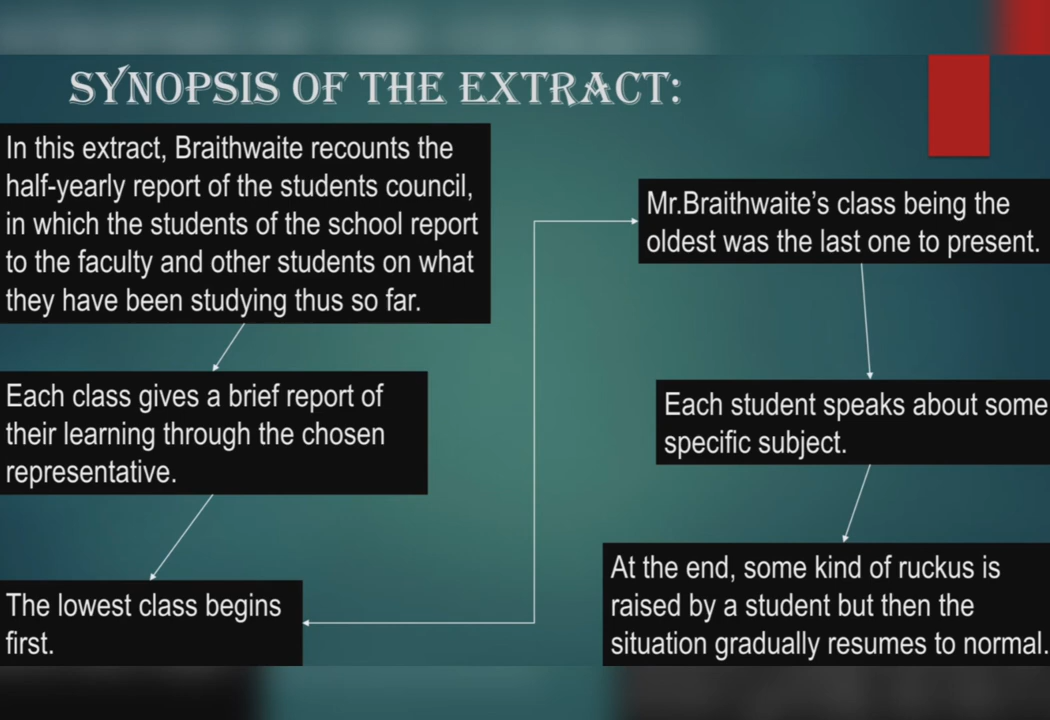 SYNOPSIS OF THE EXTRACT:
In this extract, Braithwaite recounts the
half-yearly report of the students council,
in which the students of the school report
to the faculty and other students on what
they have been studying thus so far.
Each class gives a brief report of
their learning through the chosen
representative.
The lowest class begins
first.
Mr.Braithwaite’s class being the
oldest was the last one to present.
Each student speaks about some
specific subject.
At the end, some kind of ruckus is
raised by a student but then the
situation gradually resumes to normal.